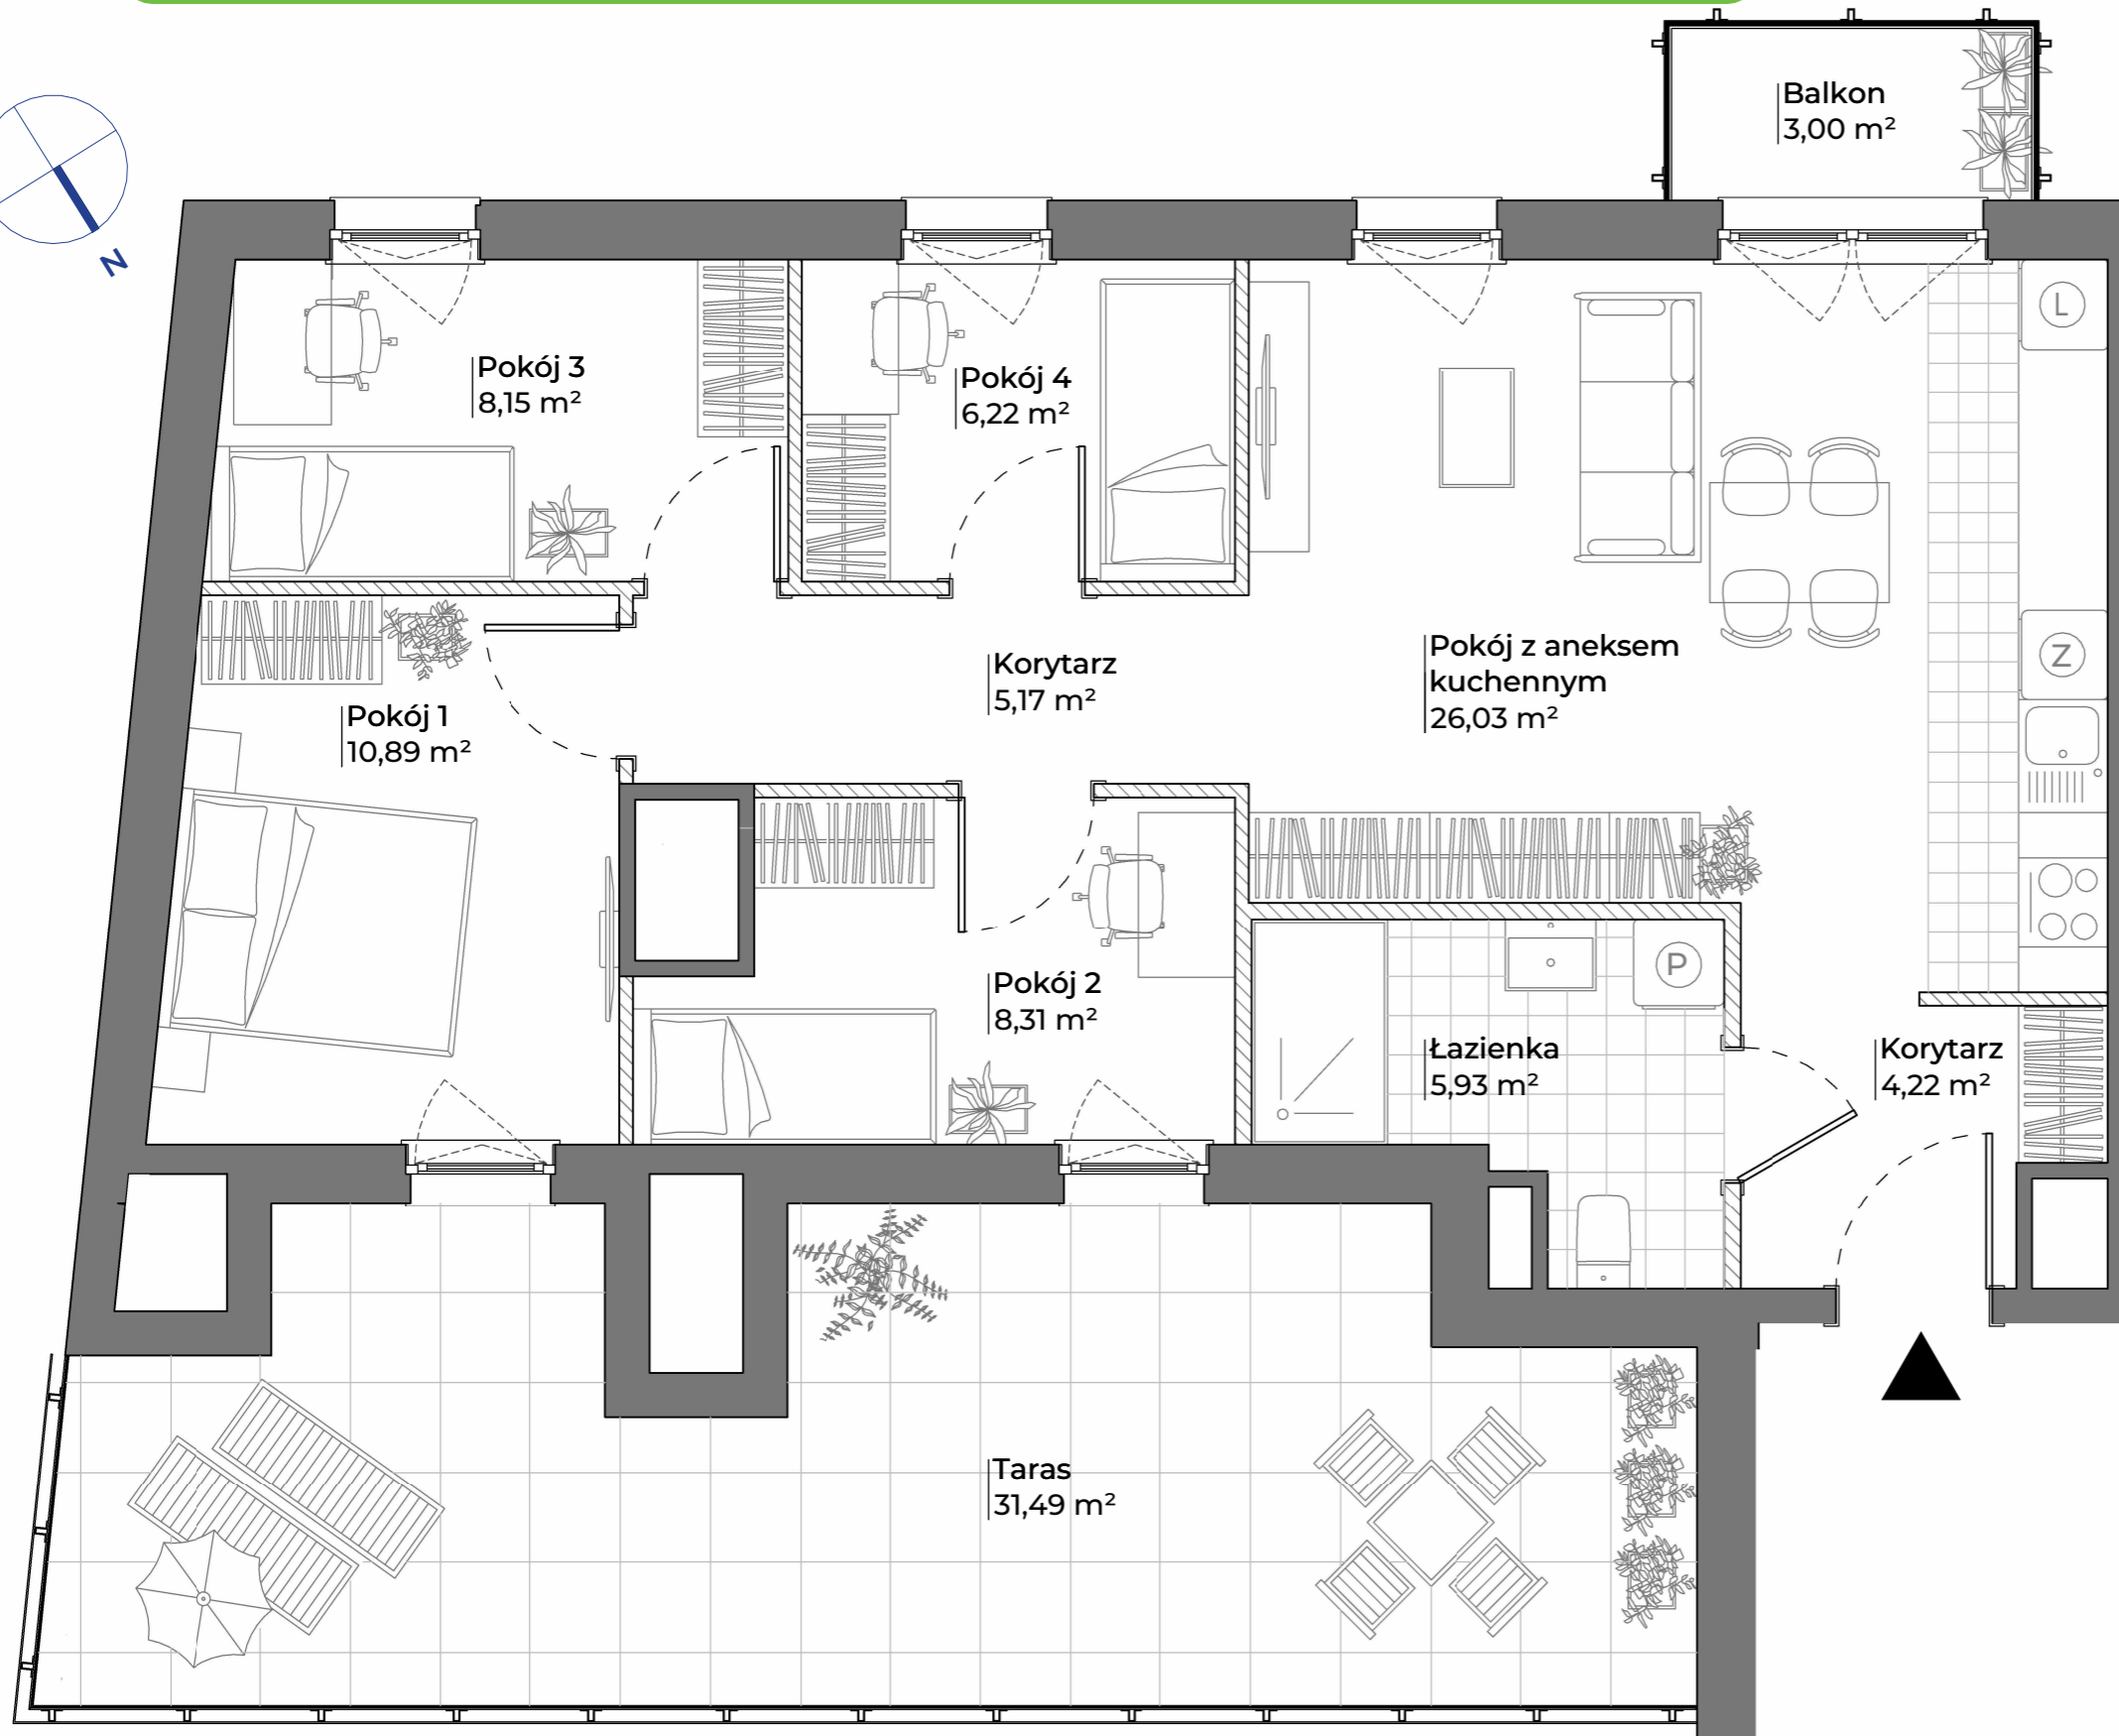 Balkon
3,00 m²
N
Pokój 3
8,15 m²
Pokój 4
6,22 m²
L
Pokój z aneksem
kuchennym
26,03 m²
Z
Korytarz
5,17 m²
Pokój 1
10,89 m²
Pokój 2
8,31 m²
P
Łazienka
5,93 m²
Korytarz
4,22 m²
Taras
31,49 m²